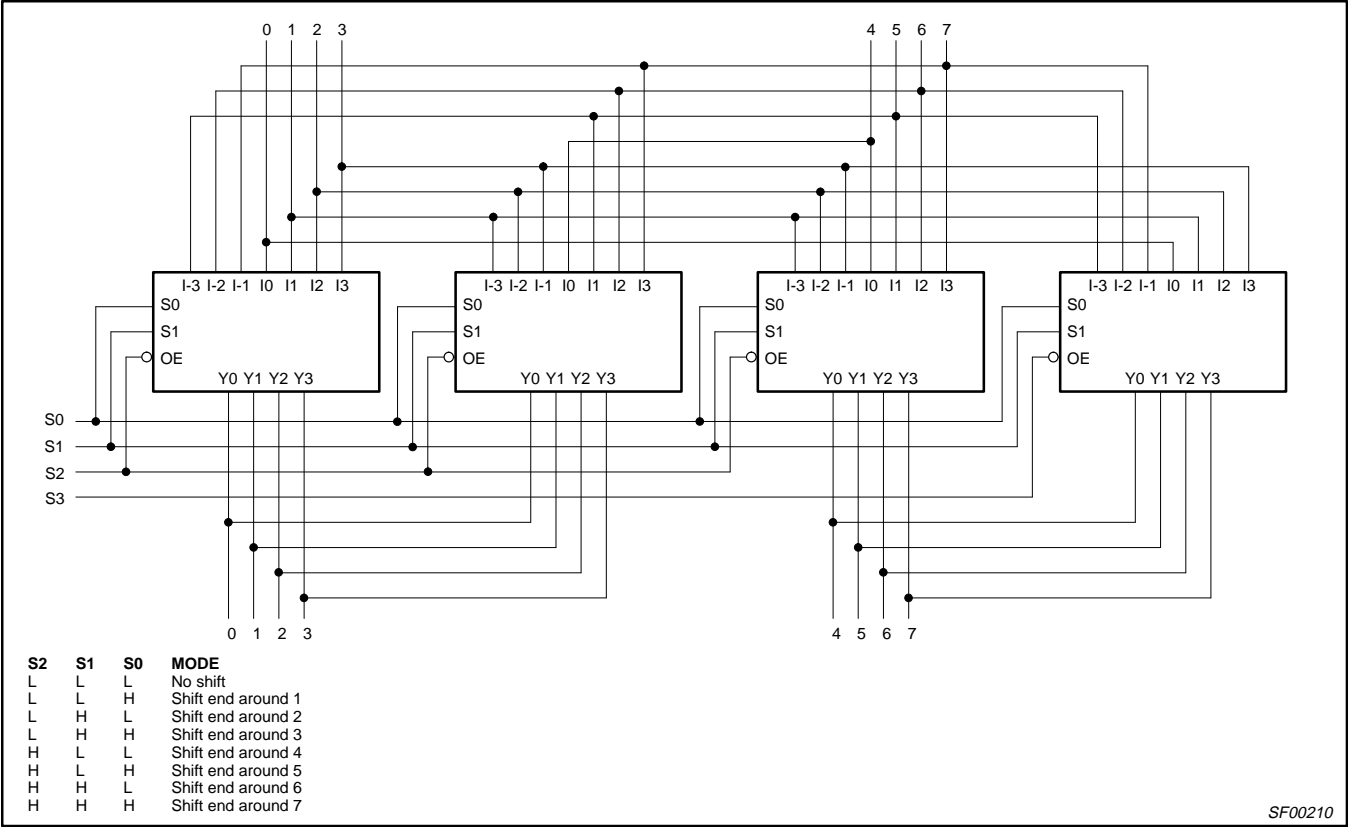 0 1 2 3 4 5 6 7
I-3 I-2 I-1 I0 I1 I2 I3 I-3 I-2 I-1 I0 I1 I2 I3 I-3 I-2 I-1 I0 I1 I2 I3 I-3 I-2 I-1 I0 I1 I2 I3
S0 S0 S0 S0
S1 S1 S1 S1
OE OE OE OE
Y0 Y1 Y2 Y3 Y0 Y1 Y2 Y3 Y0 Y1 Y2 Y3 Y0 Y1 Y2 Y3
S0
S1
S2
S3
0 1 2 3 4 5 6 7
S2 S1 S0 MODE
L L L No shift
L L H Shift end around 1
L H L Shift end around 2
L H H Shift end around 3
H L L Shift end around 4
H L H Shift end around 5
H H L Shift end around 6
H H H Shift end around 7
SF00210